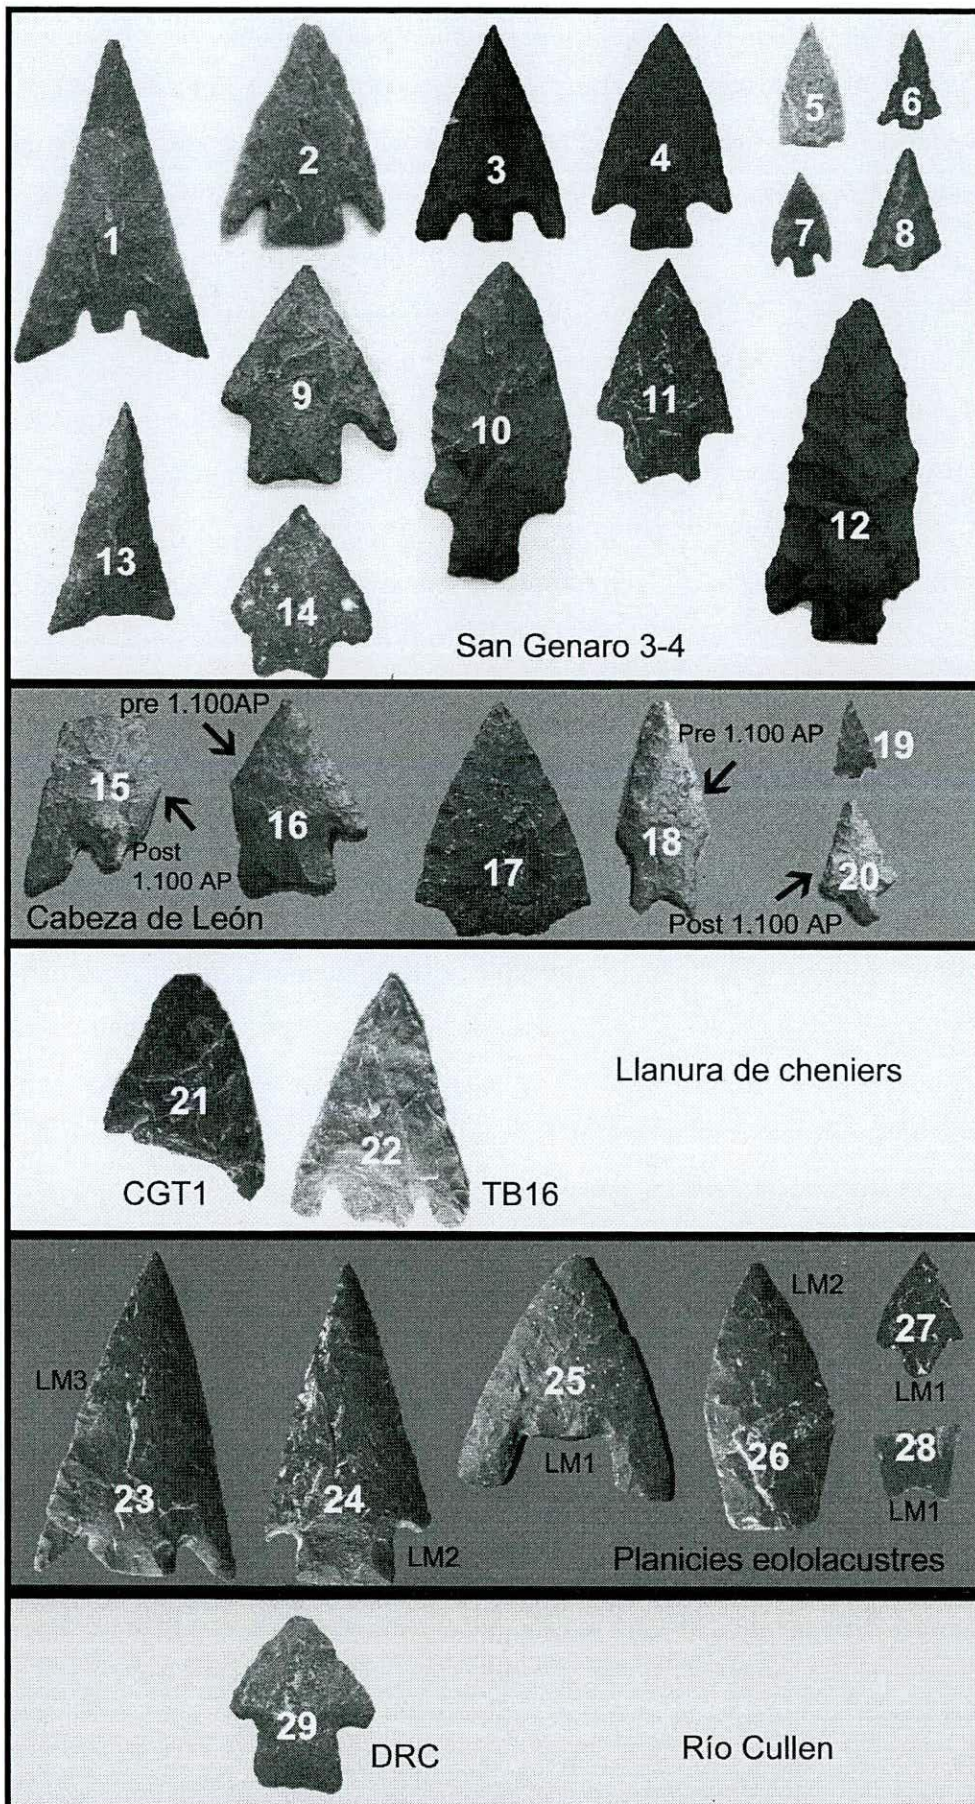 1
2
3
4
5
6
7
8
9
10
11
12
13
14
San Genaro 3-4
pre 1.100AP
15
Post
1.100 AP
16
17
Pre 1.100 AP
18
19
20
Post 1.100 AP
Cabeza de León
21
CGT1
22
TB16
Llanura de cheniers
LM3
23
24
LM2
25
LM1
LM2
26
27
LM1
28
LM1
Planicies eololacustres
29
DRC
Río Cullen